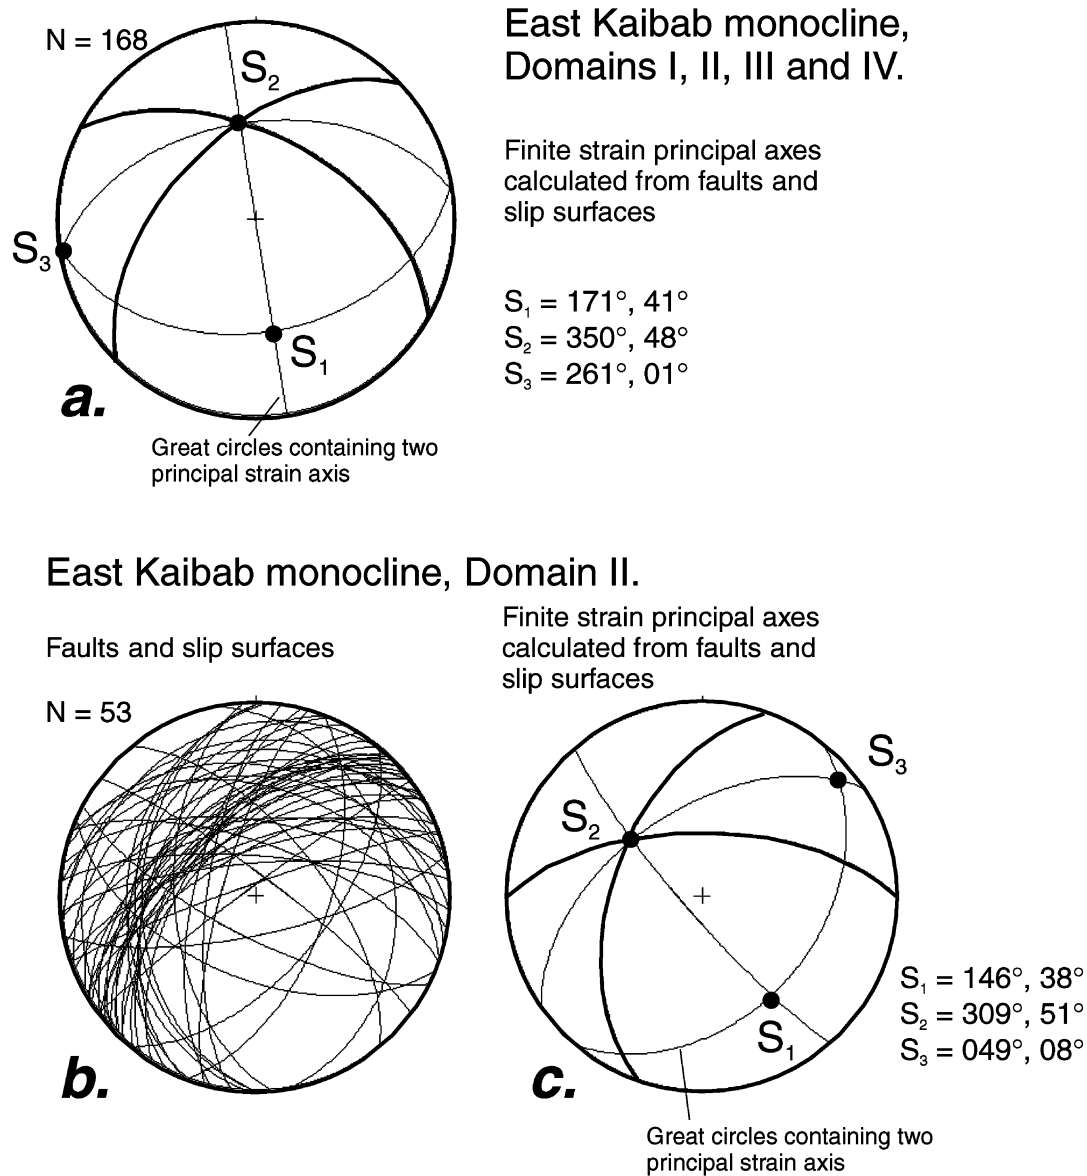 N = 168
East Kaibab monocline,
Domains I, II, III and IV.
S2
Finite strain principal axes
calculated from faults and
slip surfaces
S3
S1 = 171°, 41°
S2 = 350°, 48°
S3 = 261°, 01°
S1
a.
Great circles containing two
principal strain axis
East Kaibab monocline, Domain II.
Faults and slip surfaces
N = 53
b.
Finite strain principal axes
calculated from faults and
slip surfaces
S3
S2
S1
S1 = 146°, 38°
S2 = 309°, 51°
S3 = 049°, 08°
c.
Great circles containing two
principal strain axis